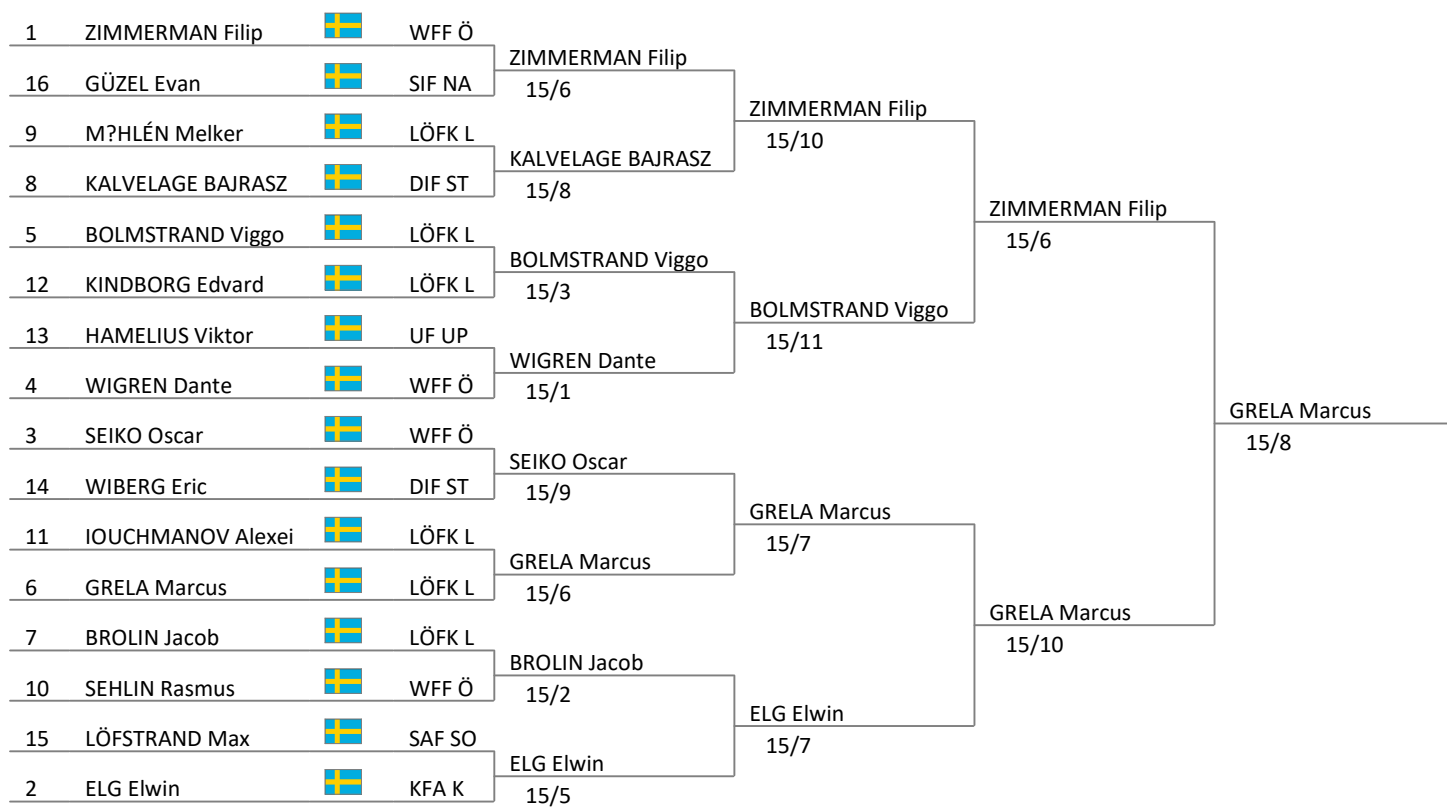 1 ZIMMERMAN Filip WFF Ö
16 GÜZEL Evan SIF NA
9 M?HLÉN Melker LÖFK L
8 KALVELAGE BAJRASZ DIF ST
5 BOLMSTRAND Viggo LÖFK L
12 KINDBORG Edvard LÖFK L
13 HAMELIUS Viktor UF UP
4 WIGREN Dante WFF Ö
3 SEIKO Oscar WFF Ö
14 WIBERG Eric DIF ST
11 IOUCHMANOV Alexei LÖFK L
6 GRELA Marcus LÖFK L
7 BROLIN Jacob LÖFK L
10 SEHLIN Rasmus WFF Ö
15 LÖFSTRAND Max SAF SO
2 ELG Elwin KFA K
ZIMMERMAN Filip
15/6
KALVELAGE BAJRASZ
15/8
BOLMSTRAND Viggo
15/3
WIGREN Dante
15/1
SEIKO Oscar
15/9
GRELA Marcus
15/6
BROLIN Jacob
15/2
ELG Elwin
15/5
ZIMMERMAN Filip
15/10
BOLMSTRAND Viggo
15/11
GRELA Marcus
15/7
ELG Elwin
15/7
ZIMMERMAN Filip
15/6
GRELA Marcus
15/10
GRELA Marcus
15/8